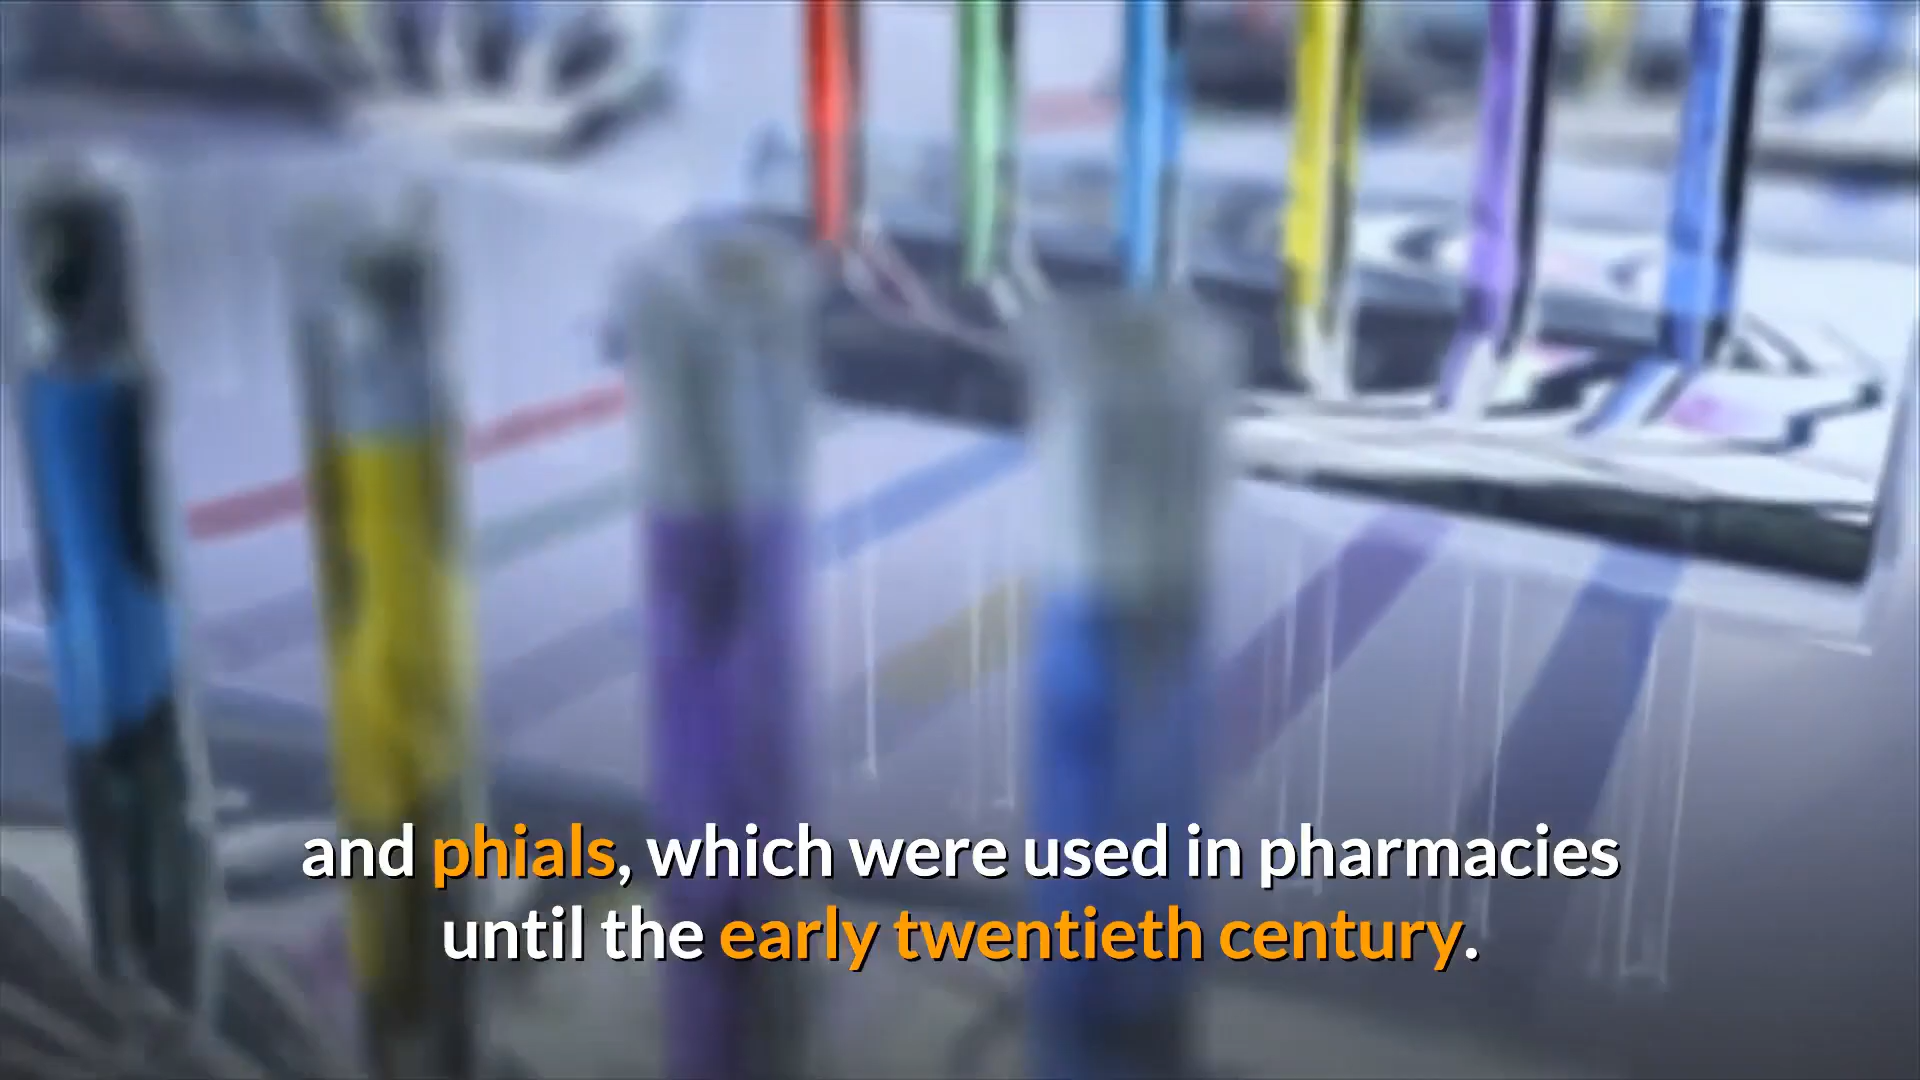 and phials, which were used in pharmacies
until the early twentieth century.